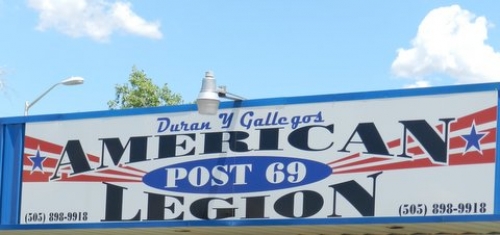 Duran Y Gallegos
AMERICAN
POST 69
LEGION
(505) 898-9918
(505) 898-9918